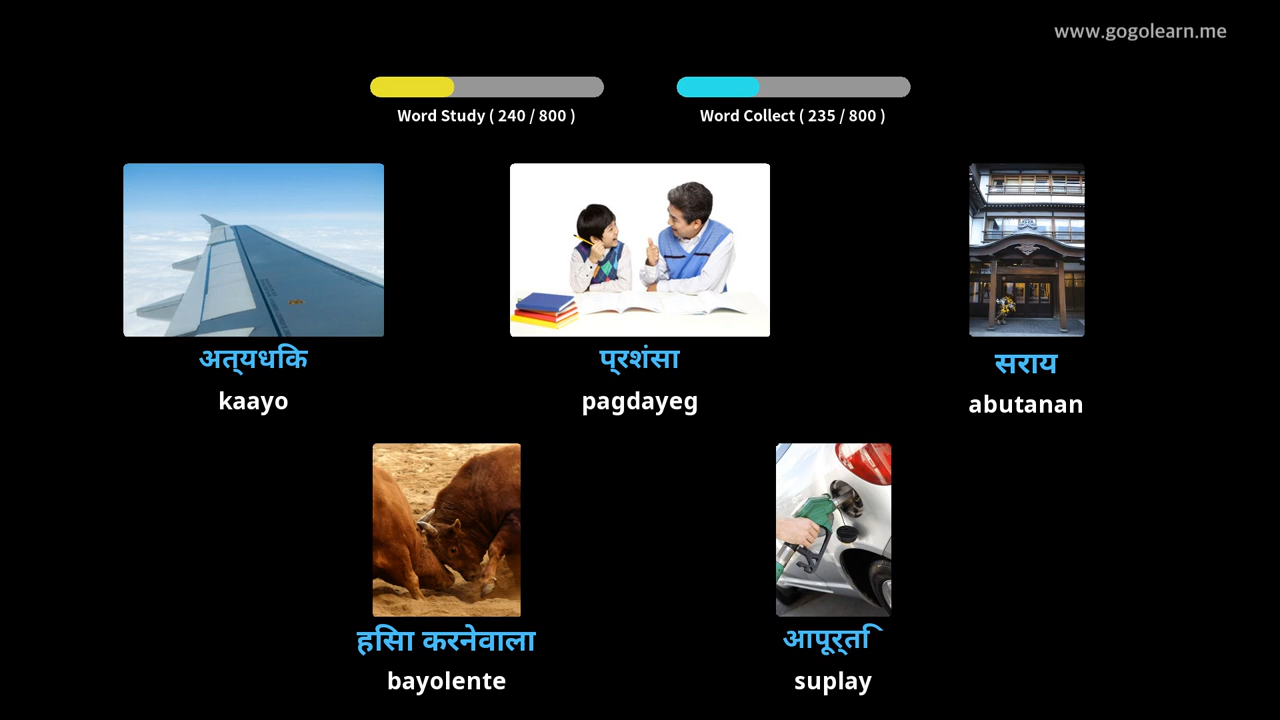 www.gogolearn.me
Word Study ( 240 / 800 )
Word Collect ( 235 / 800 )
अत्यधिक
kaayo
प्रशंसा
pagdayeg
सराय
abutanan
हिंसा करनेवाला
bayolente
आपूर्ति
suplay